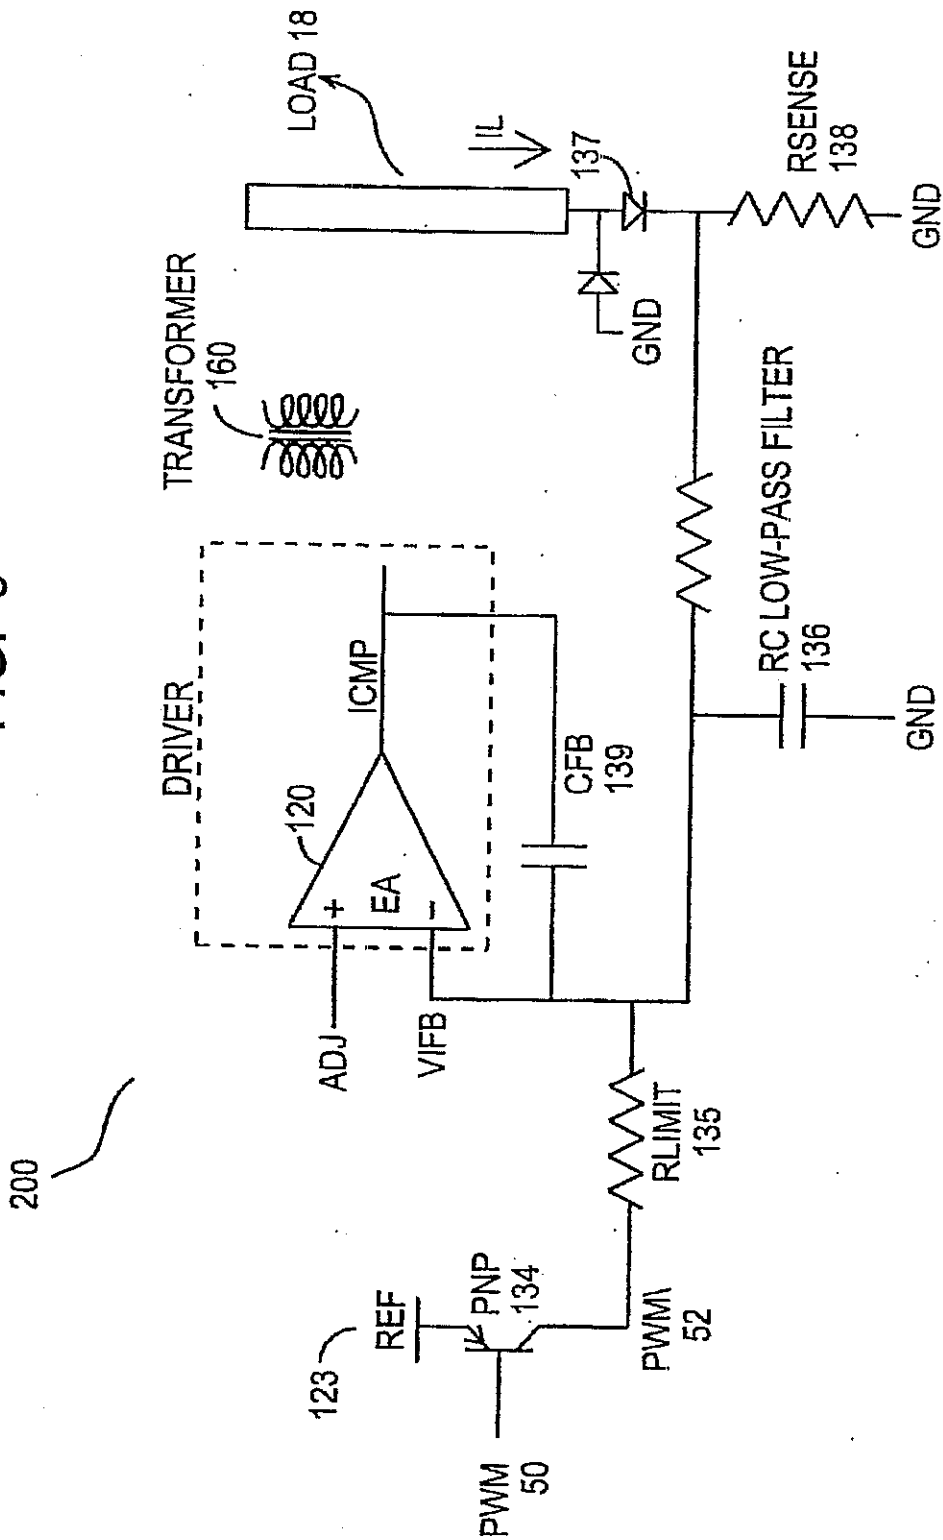 200
DRIVER
120
ADJ
VIFB
EA
+
−
ICMP
CFB
139
TRANSFORMER
160
LOAD 18
IL
137
GND
RSENSE
138
GND
RC LOW-PASS FILTER
136
GND
RLIMIT
135
123
REF
PNP
134
PWM
50
PWM\
52